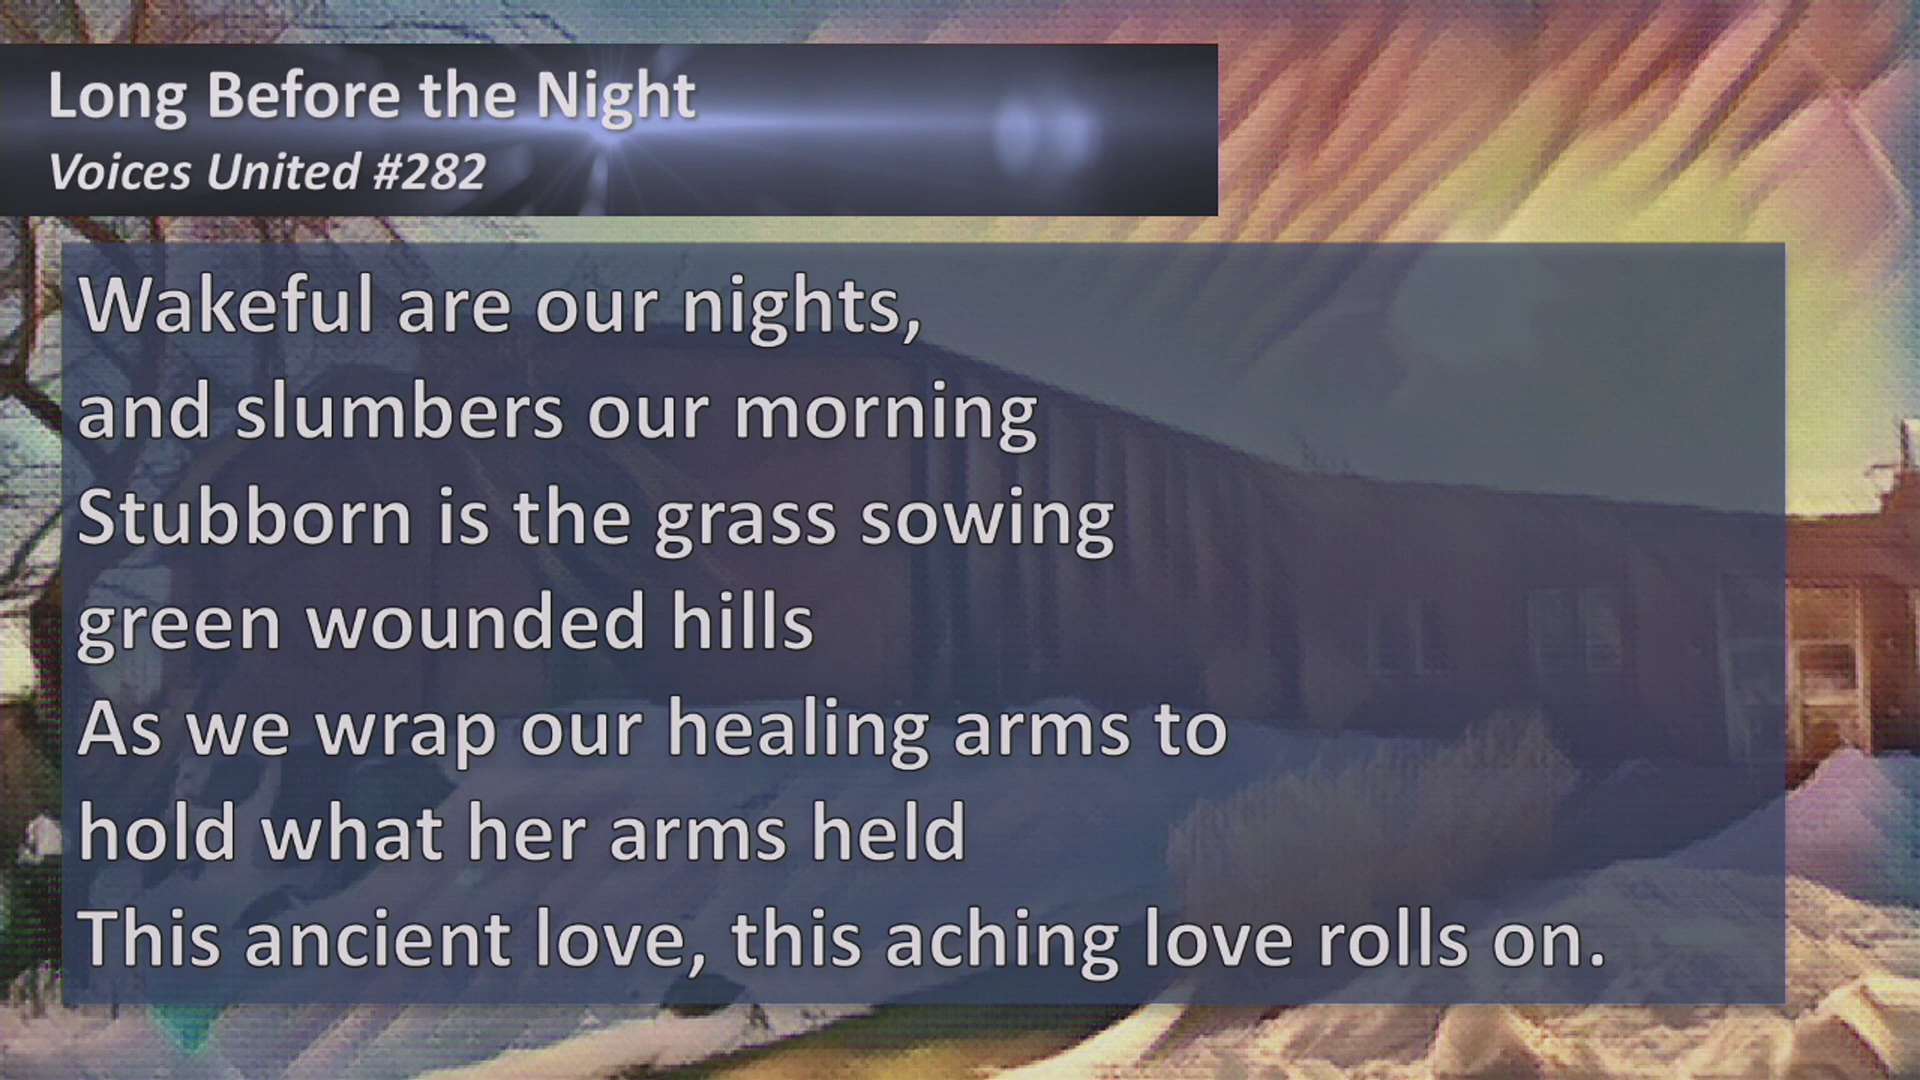 Long Before the Night
Voices United #282
Wakeful are our nights,
and slumbers our morning
Stubborn is the grass sowing
green wounded hills
As we wrap our healing arms to
hold what her arms held
This ancient love, this aching love rolls on.